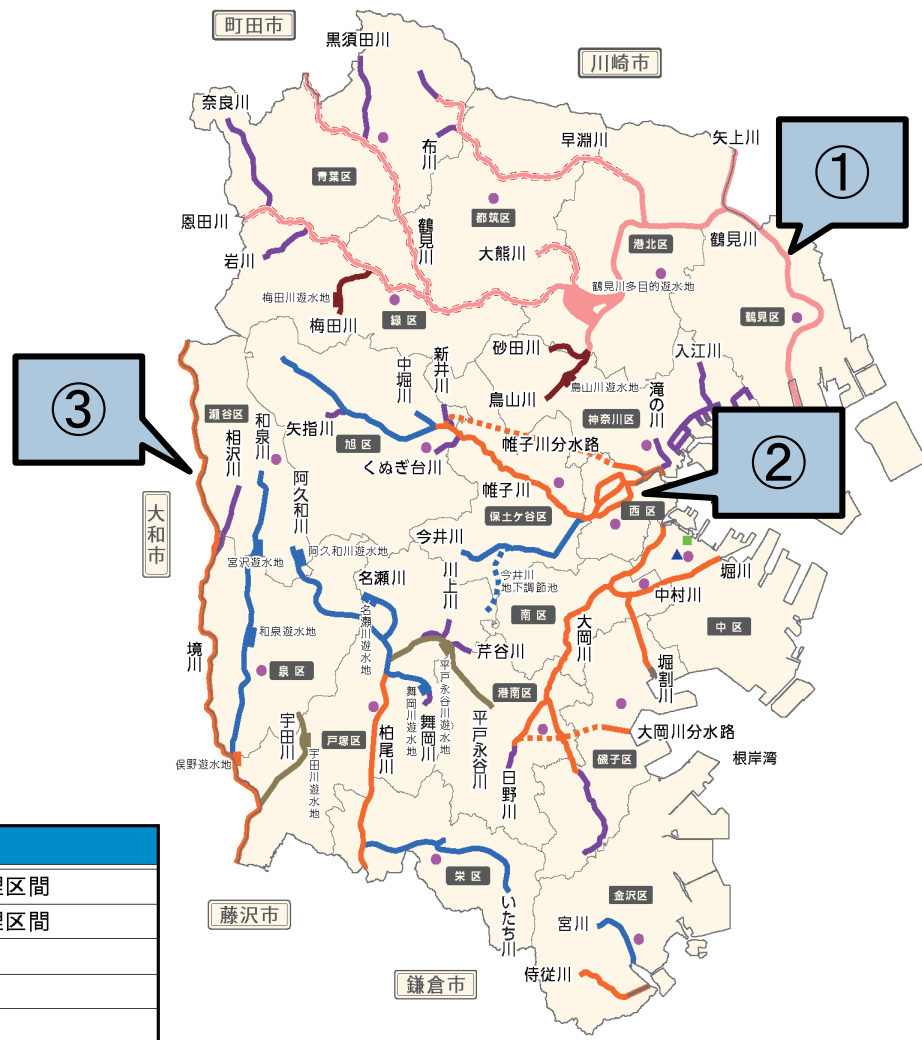 町田市
黒須田川
川崎市
奈良川
布川
早淵川
矢上川
①
青葉区
都筑区
恩田川
鶴見川
港北区
鶴見川
岩川
大熊川
鶴見川多目的遊水地
梅田川遊水地
梅田川
緑区
鶴見区
砂田川
入江川
新井川
中堀川
鳥山川
鳥山川遊水地
滝の川
③
瀬谷区
和泉川
相沢川
矢指川
旭区
神奈川区
帷子川分水路
くぬぎ台川
②
阿久和川
帷子川
保土ケ谷区
西区
大和市
今井川
宮沢遊水地
阿久和川遊水地
名瀬川
川上川
今井川
地下調節池
堀川
中村川
南区
名瀬川遊水地
大岡川
中区
和泉遊水地
芹谷川
境川
泉区
平戸永谷川遊水地
港南区
堀割川
舞岡川遊水地
舞岡川
宇田川
戸塚区
柏尾川
平戸永谷川
大岡川分水路
宇田川遊水地
俣野遊水地
日野川
磯子区
根岸湾
栄区
理区間
金沢区
理区間
藤沢市
いたち川
宮川
鎌倉市
侍従川